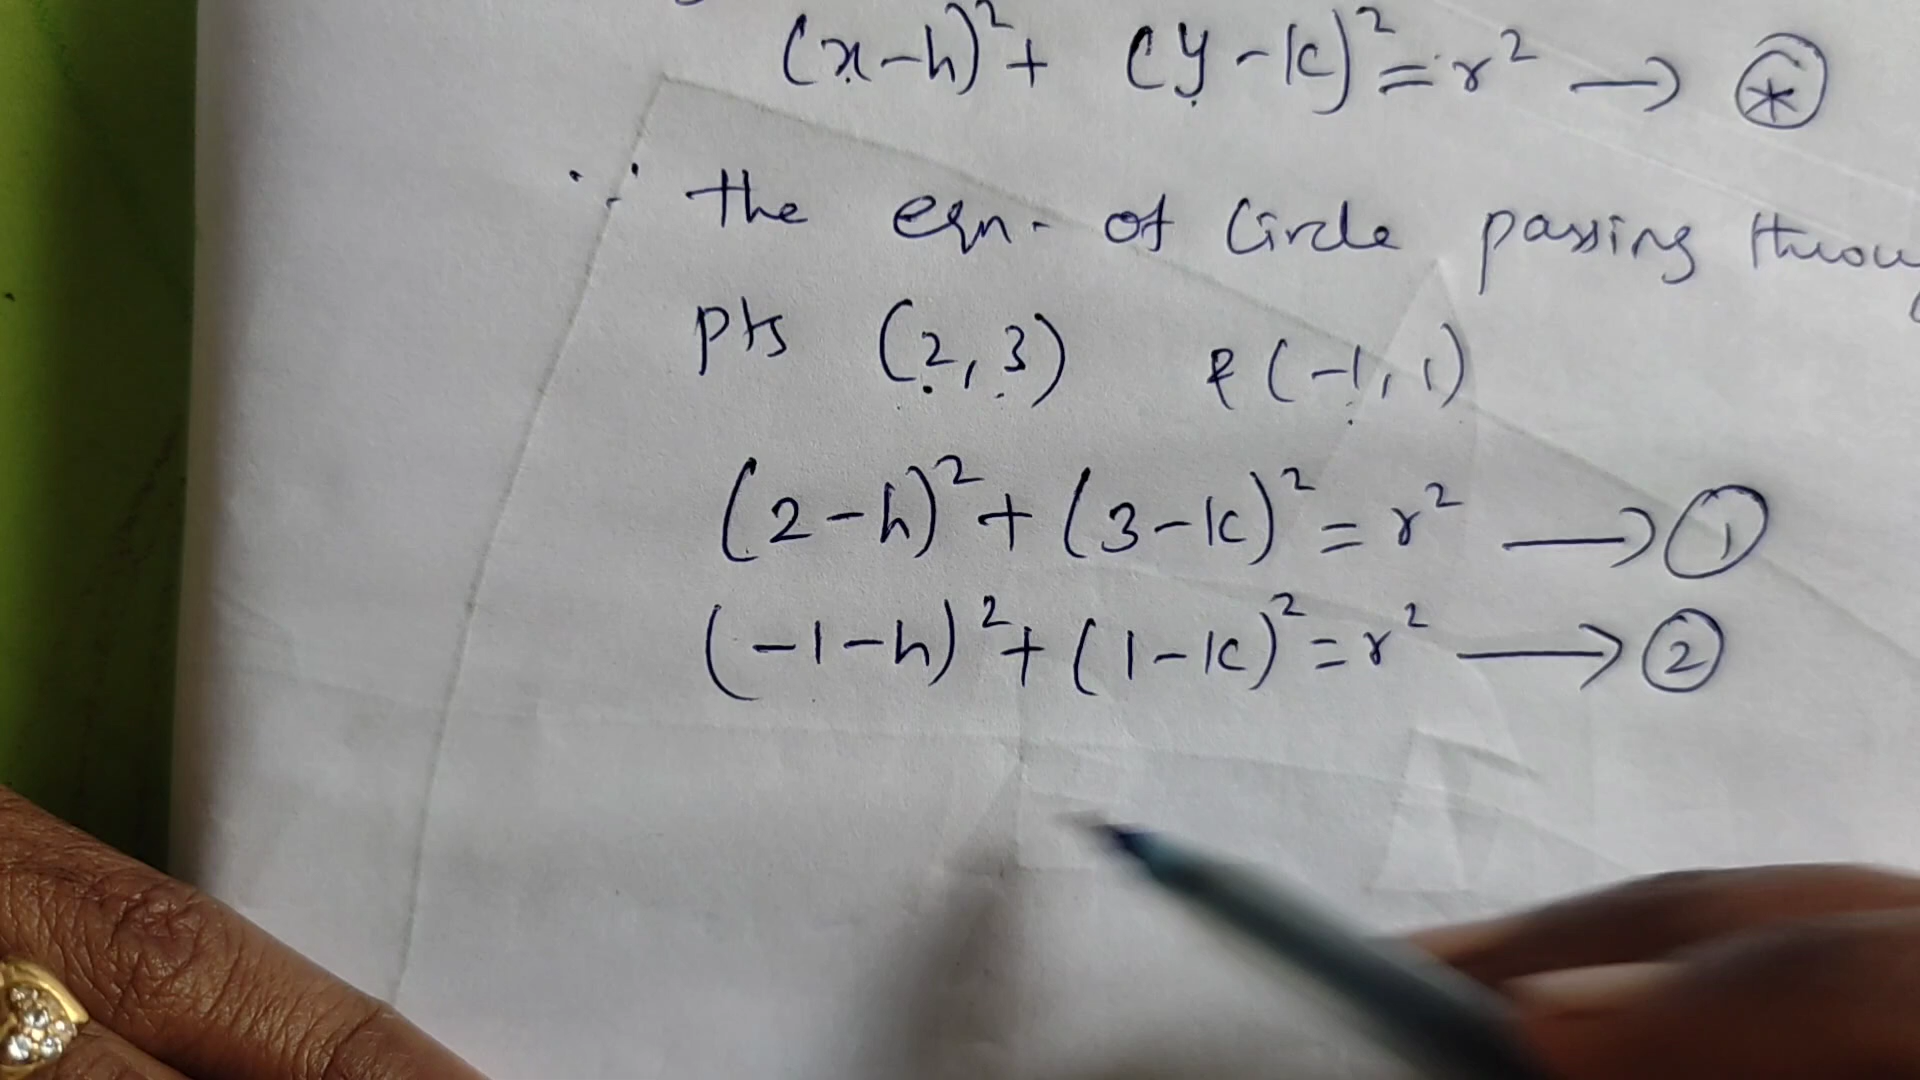 (x-h)² + (y-k)² = r² → ⊛
∴ the eqn. of Circle passing
pts (2,3) & (-1,1)
(2-h)² + (3-k)² = r² → ①
(-1-h)² + (1-k)² = r² → ②